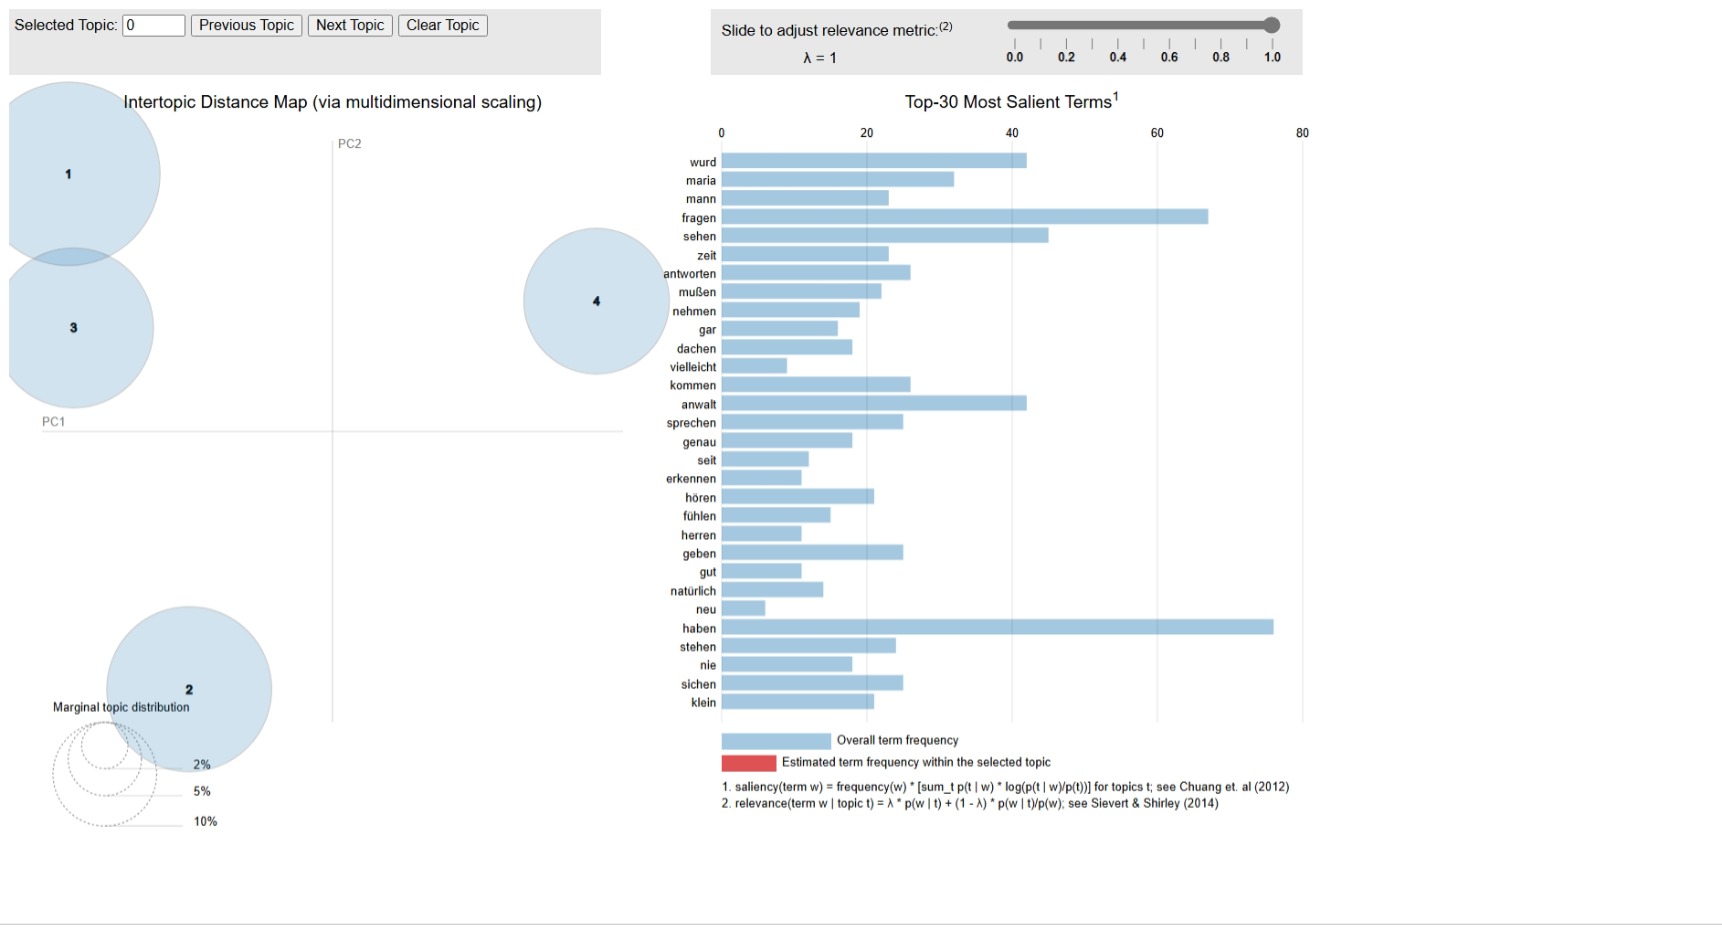 Selected Topic: 0 Previous Topic Next Topic Clear Topic
Slide to adjust relevance metric:(2)
λ = 1
0.0 0.2 0.4 0.6 0.8 1.0
Intertopic Distance Map (via multidimensional scaling)
PC2
PC1
1
3
4
2
Marginal topic distribution
2%
5%
10%
Top-30 Most Salient Terms1
0 20 40 60 80
wurd
maria
mann
fragen
sehen
zeit
antworten
mußen
nehmen
gar
dachen
vielleicht
kommen
anwalt
sprechen
genau
seit
erkennen
hören
fühlen
herren
geben
gut
natürlich
neu
haben
stehen
nie
sichen
klein
Overall term frequency
Estimated term frequency within the selected topic
1. saliency(term w) = frequency(w) * [sum_t p(t | w) * log(p(t | w)/p(t))] for topics t; see Chuang et. al (2012)
2. relevance(term w | topic t) = λ * p(w | t) + (1 - λ) * p(w | t)/p(w); see Sievert & Shirley (2014)